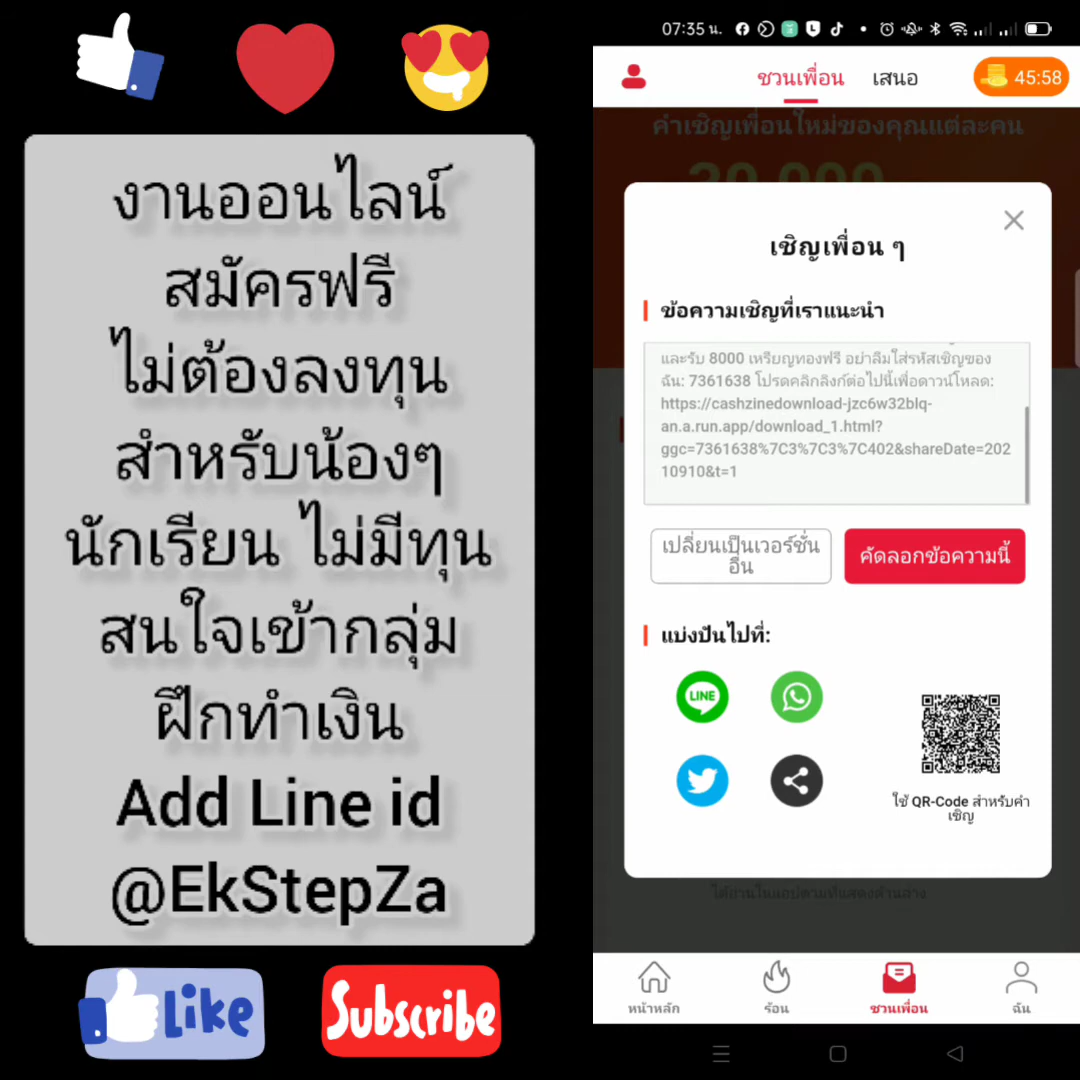 งานออนไลน์
สมัครฟรี
ไม่ต้องลงทุน
สำหรับน้องๆ
นักเรียน ไม่มีทุน
สนใจเข้ากลุ่ม
ฝึกทำเงิน
Add Line id
@EkStepZa
Like
Subscribe
07:35 น.
ชวนเพื่อน
เสนอ
45:58
คำเชิญเพื่อนใหม่ของคุณแต่ละคน
เชิญเพื่อน ๆ
ข้อความเชิญที่เราแนะนำ
และรับ 8000 เหรียญทองฟรี อย่าลืมใส่รหัสเชิญของ
ฉัน: 7361638 โปรดคลิกลิงก์ต่อไปนี้เพื่อดาวน์โหลด:
https://cashzinedownload-jzc6w32blq-
an.a.run.app/download_1.html?
ggc=7361638%7C3%7C3%7C402&shareDate=202
10910&t=1
เปลี่ยนเป็นเวอร์ชั่น
อื่น
คัดลอกข้อความนี้
แบ่งปันไปที่:
LINE
ใช้ QR-Code สำหรับคำ
เชิญ
หน้าหลัก
ร้อน
ชวนเพื่อน
ฉัน